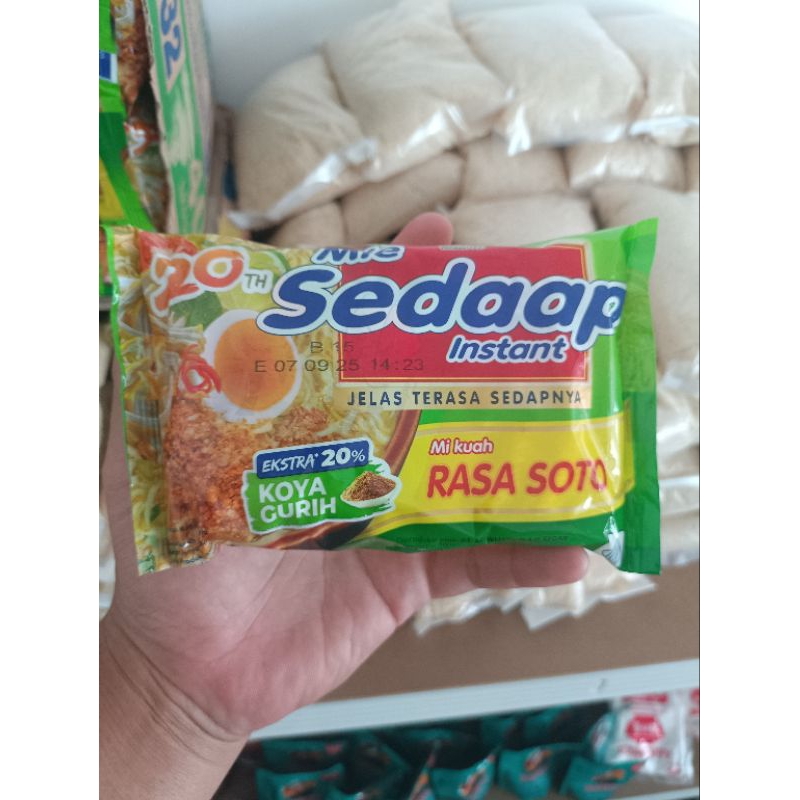 32
20TH
Mie
Sedaap
Instant
B 15
E 07 09 25 14:23
JELAS TERASA SEDAPNYA
EKSTRA* 20%
KOYA
GURIH
Mi kuah
RASA SOTO